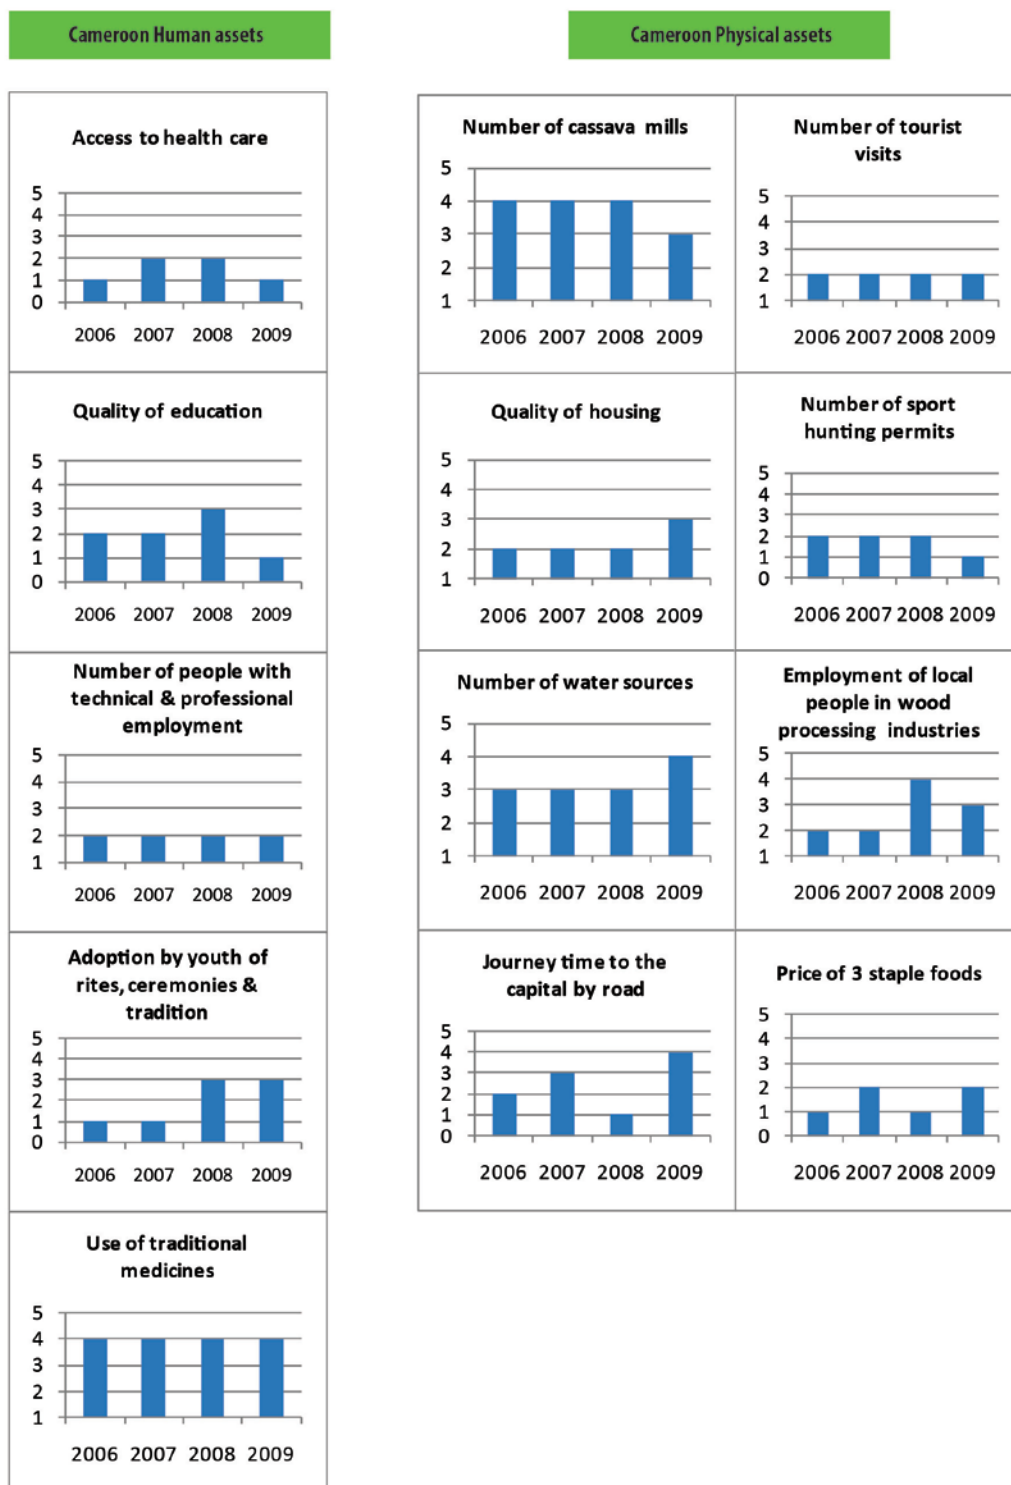 Cameroon Human assets
Access to health care
5
4
3
2
1
0
2006 2007 2008 2009
Quality of education
5
4
3
2
1
0
2006 2007 2008 2009
Number of people with
technical & professional
employment
5
4
3
2
1
2006 2007 2008 2009
Adoption by youth of
rites, ceremonies &
tradition
5
4
3
2
1
0
2006 2007 2008 2009
Use of traditional
medicines
5
4
3
2
1
2006 2007 2008 2009
Cameroon Physical assets
Number of cassava mills
5
4
3
2
1
2006 2007 2008 2009
Number of tourist
visits
5
4
3
2
1
2006 2007 2008 2009
Quality of housing
5
4
3
2
1
2006 2007 2008 2009
Number of sport
hunting permits
5
4
3
2
1
0
2006 2007 2008 2009
Number of water sources
5
4
3
2
1
2006 2007 2008 2009
Employment of local
people in wood
processing industries
5
4
3
2
1
2006 2007 2008 2009
Journey time to the
capital by road
5
4
3
2
1
0
2006 2007 2008 2009
Price of 3 staple foods
5
4
3
2
1
0
2006 2007 2008 2009